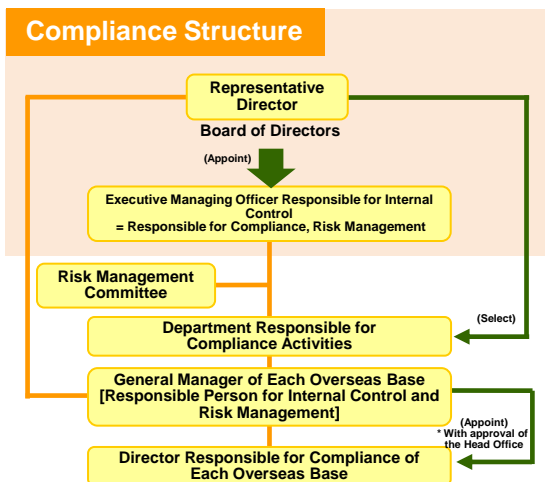 Compliance Structure
Representative
Director
Board of Directors
(Appoint)
Executive Managing Officer Responsible for Internal
Control
= Responsible for Compliance, Risk Management
Risk Management
Committee
(Select)
Department Responsible for
Compliance Activities
General Manager of Each Overseas Base
[Responsible Person for Internal Control and
Risk Management]
(Appoint)
* With approval of
the Head Office
Director Responsible for Compliance of
Each Overseas Base